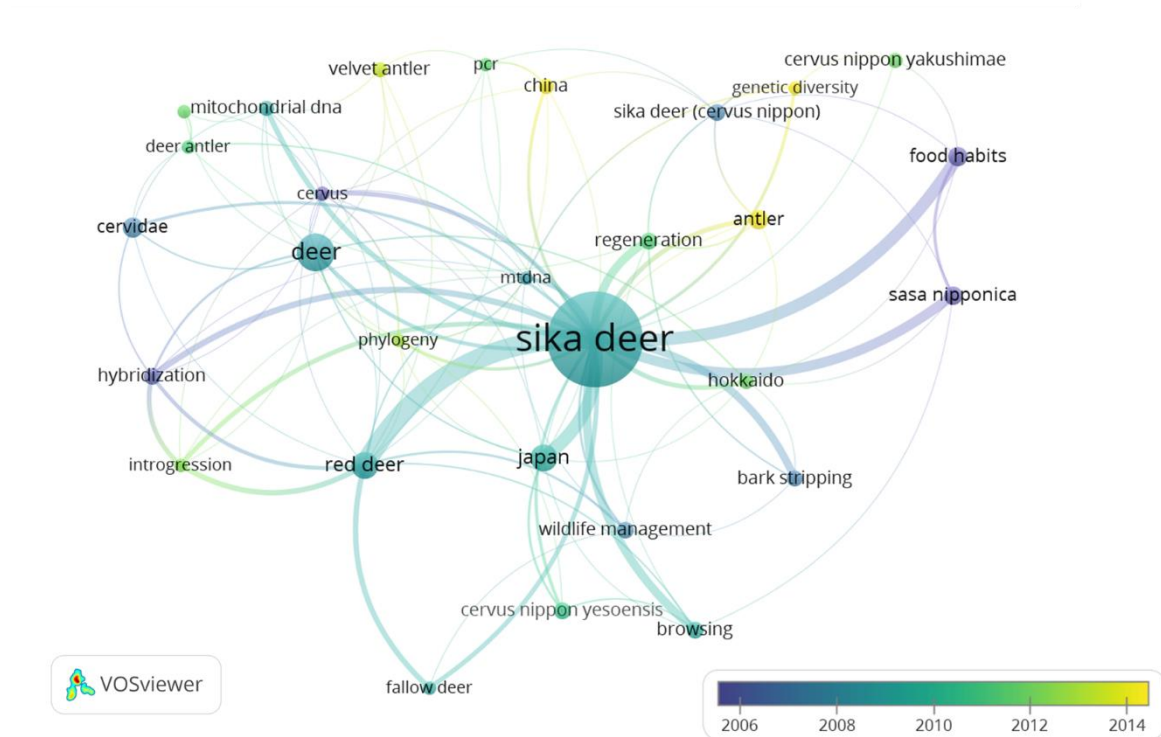 cervus nippon yakushimae
velvet antler
pcr
china
genetic diversity
mitochondrial dna
sika deer (cervus nippon)
deer antler
food habits
cervus
cervidae
antler
regeneration
deer
mtdna
sasa nipponica
sika deer
phylogeny
hybridization
hokkaido
introgression
red deer
japan
bark stripping
wildlife management
cervus nippon yesoensis
browsing
fallow deer
VOSviewer
2006
2008
2010
2012
2014